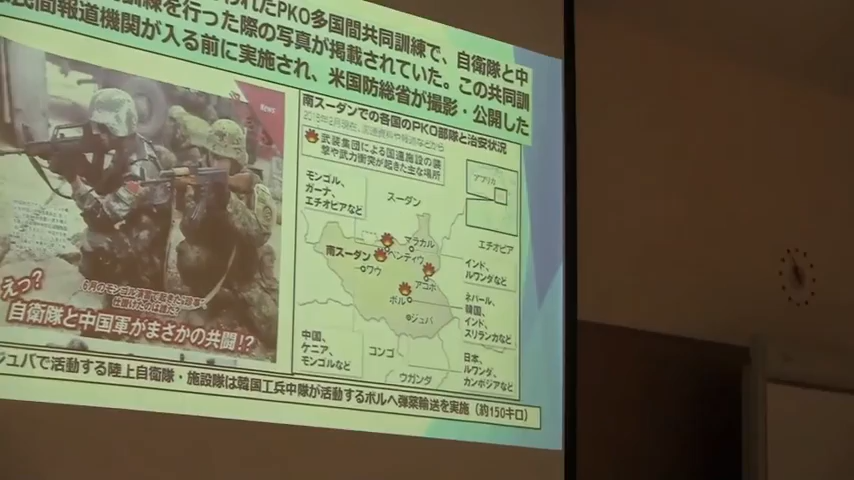 われたPKO多国間共同訓練で、自衛隊と中
訓練を行った際の写真が掲載されていた。この共同訓
民間報道機関が入る前に実施され、米国防総省が撮影・公開した
News
えっ?
自衛隊と中国軍がまさかの共闘!?
南スーダンでの各国のPKO部隊と治安状況
武装集団による国連施設の襲
撃や武力衝突が起きた主な場所
アフリカ
モンゴル、
ガーナ、
エチオピアなど
スーダン
エチオピア
マラカル
ベンティウ
南スーダン
ワウ
アコボ
ボル
ジュバ
インド、
ルワンダなど
ネパール、
韓国、
インド、
スリランカなど
中国、
ケニア、
モンゴルなど
コンゴ
ウガンダ
日本、
ルワンダ、
カンボジアなど
ジュバで活動する陸上自衛隊・施設隊は韓国工兵中隊が活動するボルへ弾薬輸送を実施(約150キロ)